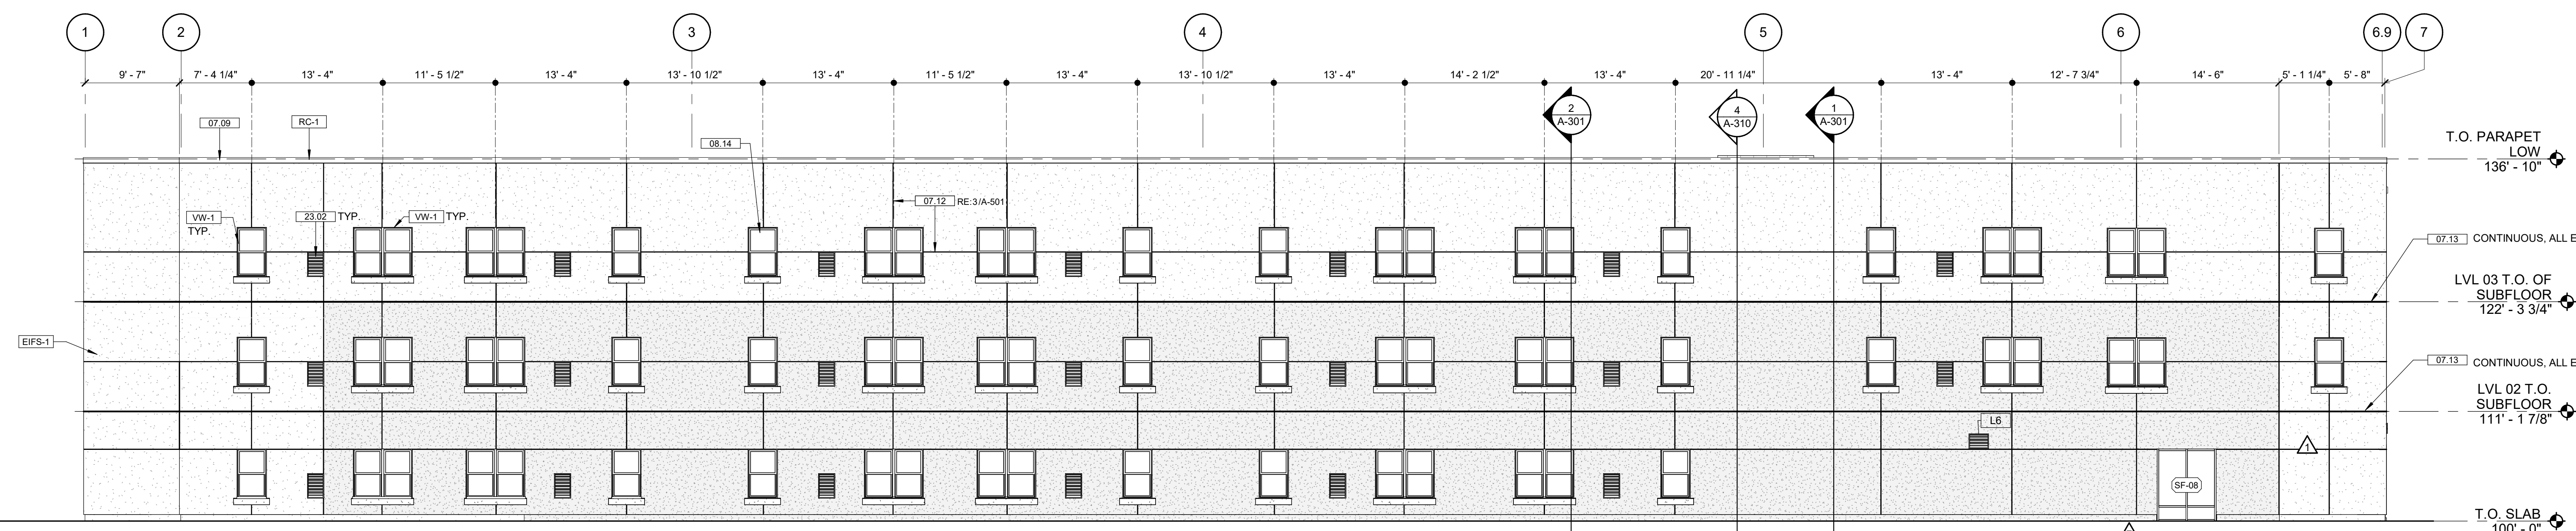 1
2
3
4
5
6
6.9
7
9' - 7"
7' - 4 1/4"
13' - 4"
11' - 5 1/2"
13' - 4"
13' - 10 1/2"
13' - 4"
11' - 5 1/2"
13' - 4"
13' - 10 1/2"
13' - 4"
14' - 2 1/2"
13' - 4"
20' - 11 1/4"
13' - 4"
12' - 7 3/4"
14' - 6"
5' - 1 1/4"
5' - 8"
2
A-301
4
A-310
1
A-301
07.09
RC-1
08.14
T.O. PARAPET
LOW
136' - 10"
07.12 RE:3/A-501
VW-1
TYP.
23.02 TYP.
VW-1 TYP.
07.13 CONTINUOUS, ALL E
LVL 03 T.O. OF
SUBFLOOR
122' - 3 3/4"
EIFS-1
07.13 CONTINUOUS, ALL E
LVL 02 T.O.
SUBFLOOR
111' - 1 7/8"
L6
1
SF-08
T.O. SLAB
100' - 0"